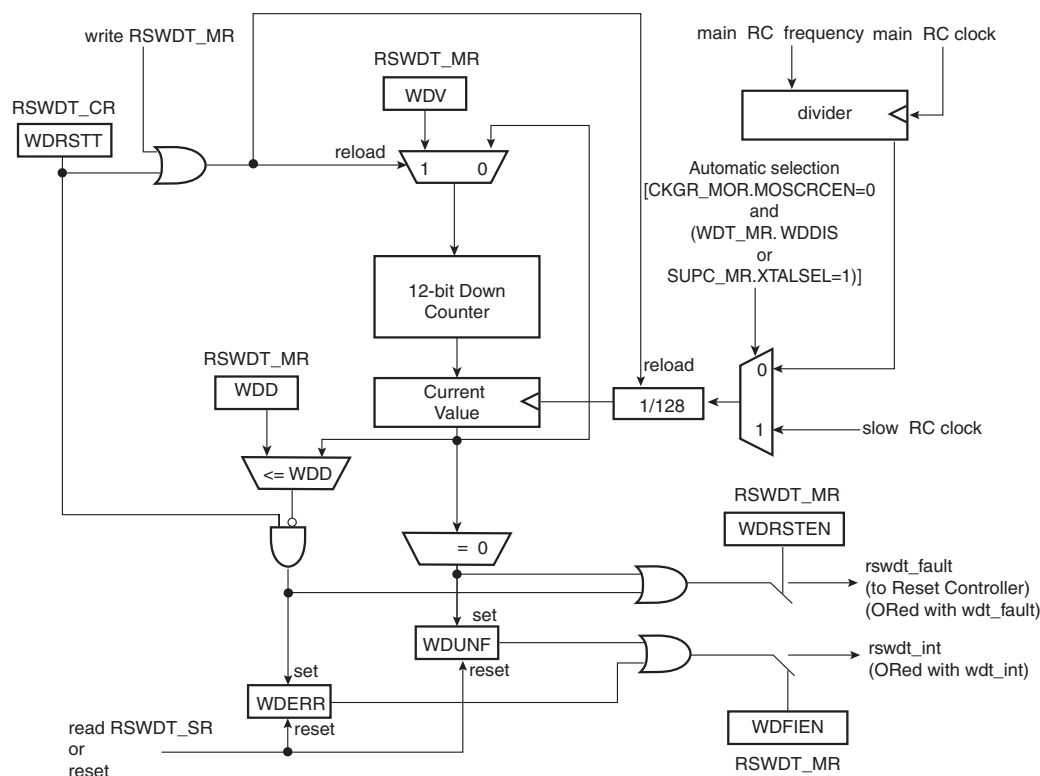 write RSWDT_MR
main RC frequency
main RC clock
RSWDT_MR
WDV
divider
RSWDT_CR
WDRSTT
reload
1
0
Automatic selection
[CKGR_MOR.MOSCRCEN=0
and
(WDT_MR. WDDIS
or
SUPC_MR.XTALSEL=1)]
12-bit Down
Counter
RSWDT_MR
WDD
Current
Value
reload
1/128
0
1
slow RC clock
<= WDD
RSWDT_MR
WDRSTEN
= 0
rswdt_fault
(to Reset Controller)
(ORed with wdt_fault)
set
WDUNF
reset
rswdt_int
(ORed with wdt_int)
set
WDERR
reset
read RSWDT_SR
or
reset
WDFIEN
RSWDT_MR